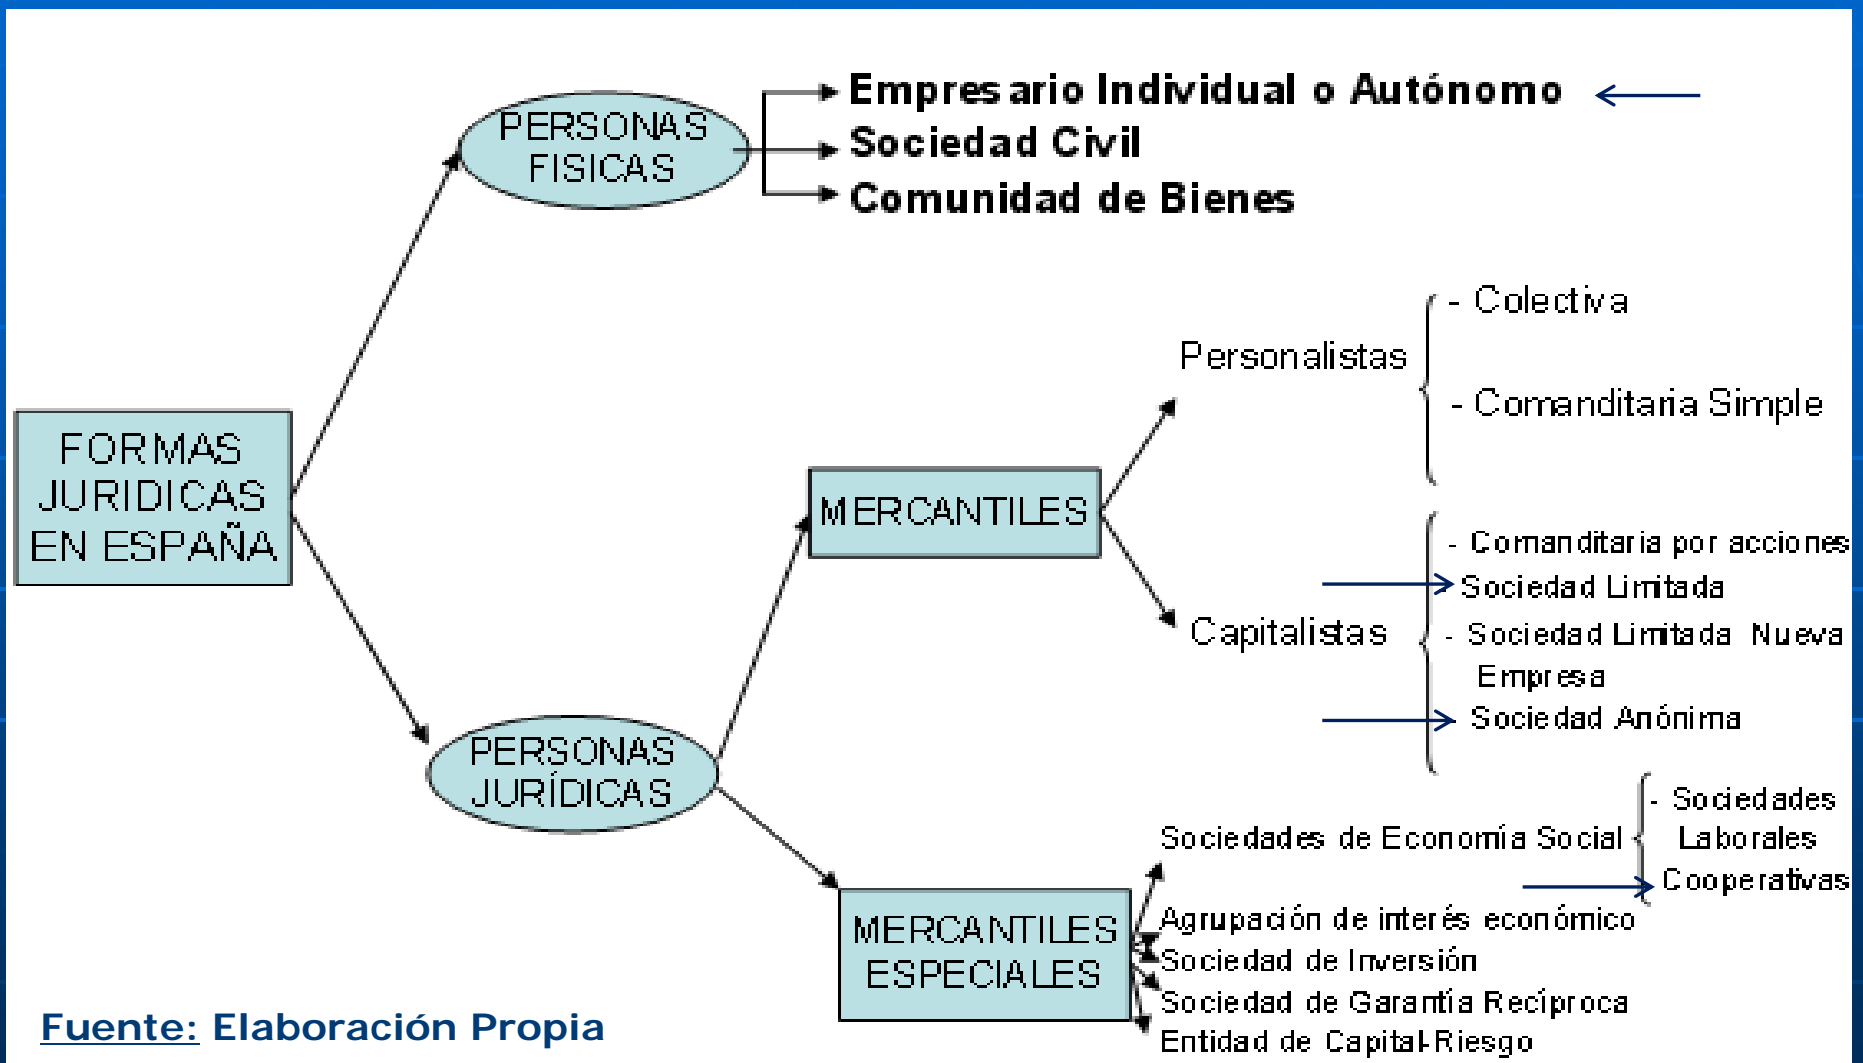 PERSONAS
FISICAS
Empresario Individual o Autónomo
Sociedad Civil
Comunidad de Bienes
FORMAS
JURIDICAS
EN ESPAÑA
PERSONAS
JURÍDICAS
MERCANTILES
Personalistas
- Colectiva
- Comanditaria Simple
Capitalistas
- Comanditaria por acciones
Sociedad Limitada
- Sociedad Limitada Nueva
Empresa
- Sociedad Anónima
MERCANTILES
ESPECIALES
Sociedades de Economía Social
- Sociedades
Laborales
Cooperativas
Agrupación de interés económico
Sociedad de Inversión
Sociedad de Garantía Recíproca
Entidad de Capital-Riesgo
Fuente: Elaboración Propia